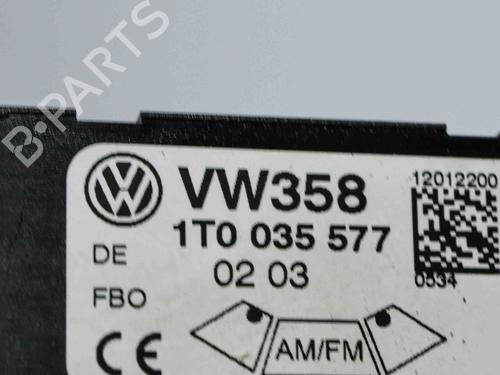 B-PARTS
VW358
1T0 035 577
DE
FBO
02 03
12012200
0534
AM/FM
CE